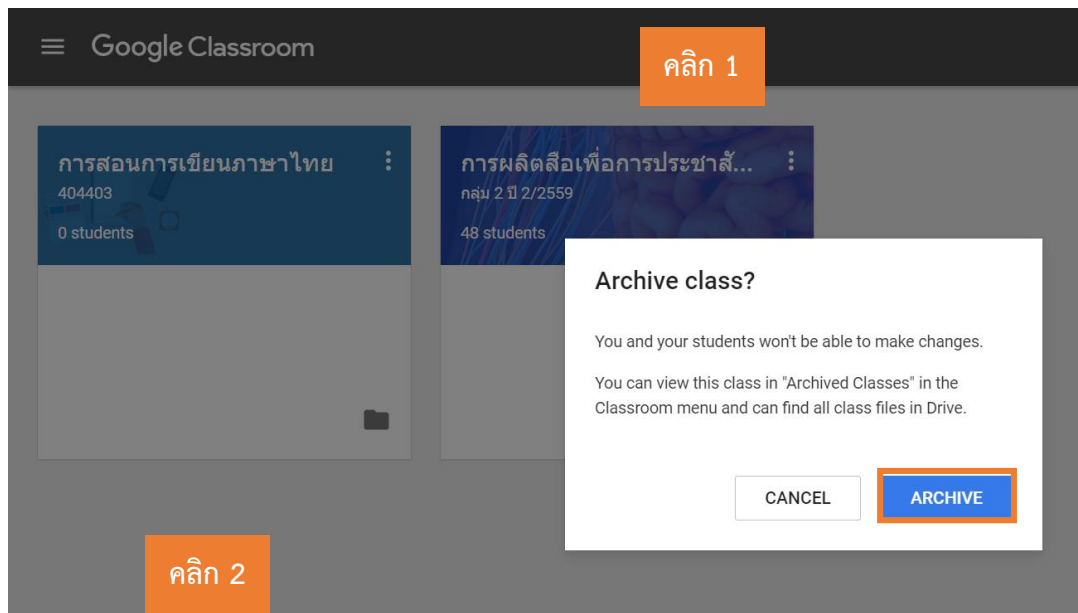 Google Classroom
คลิก 1
การสอนการเขียนภาษาไทย
404403
0 students
การผลิตสื่อเพื่อการประชาสั...
กลุ่ม 2 ปี 2/2559
48 students
Archive class?
You and your students won't be able to make changes.
You can view this class in "Archived Classes" in the
Classroom menu and can find all class files in Drive.
CANCEL
ARCHIVE
คลิก 2